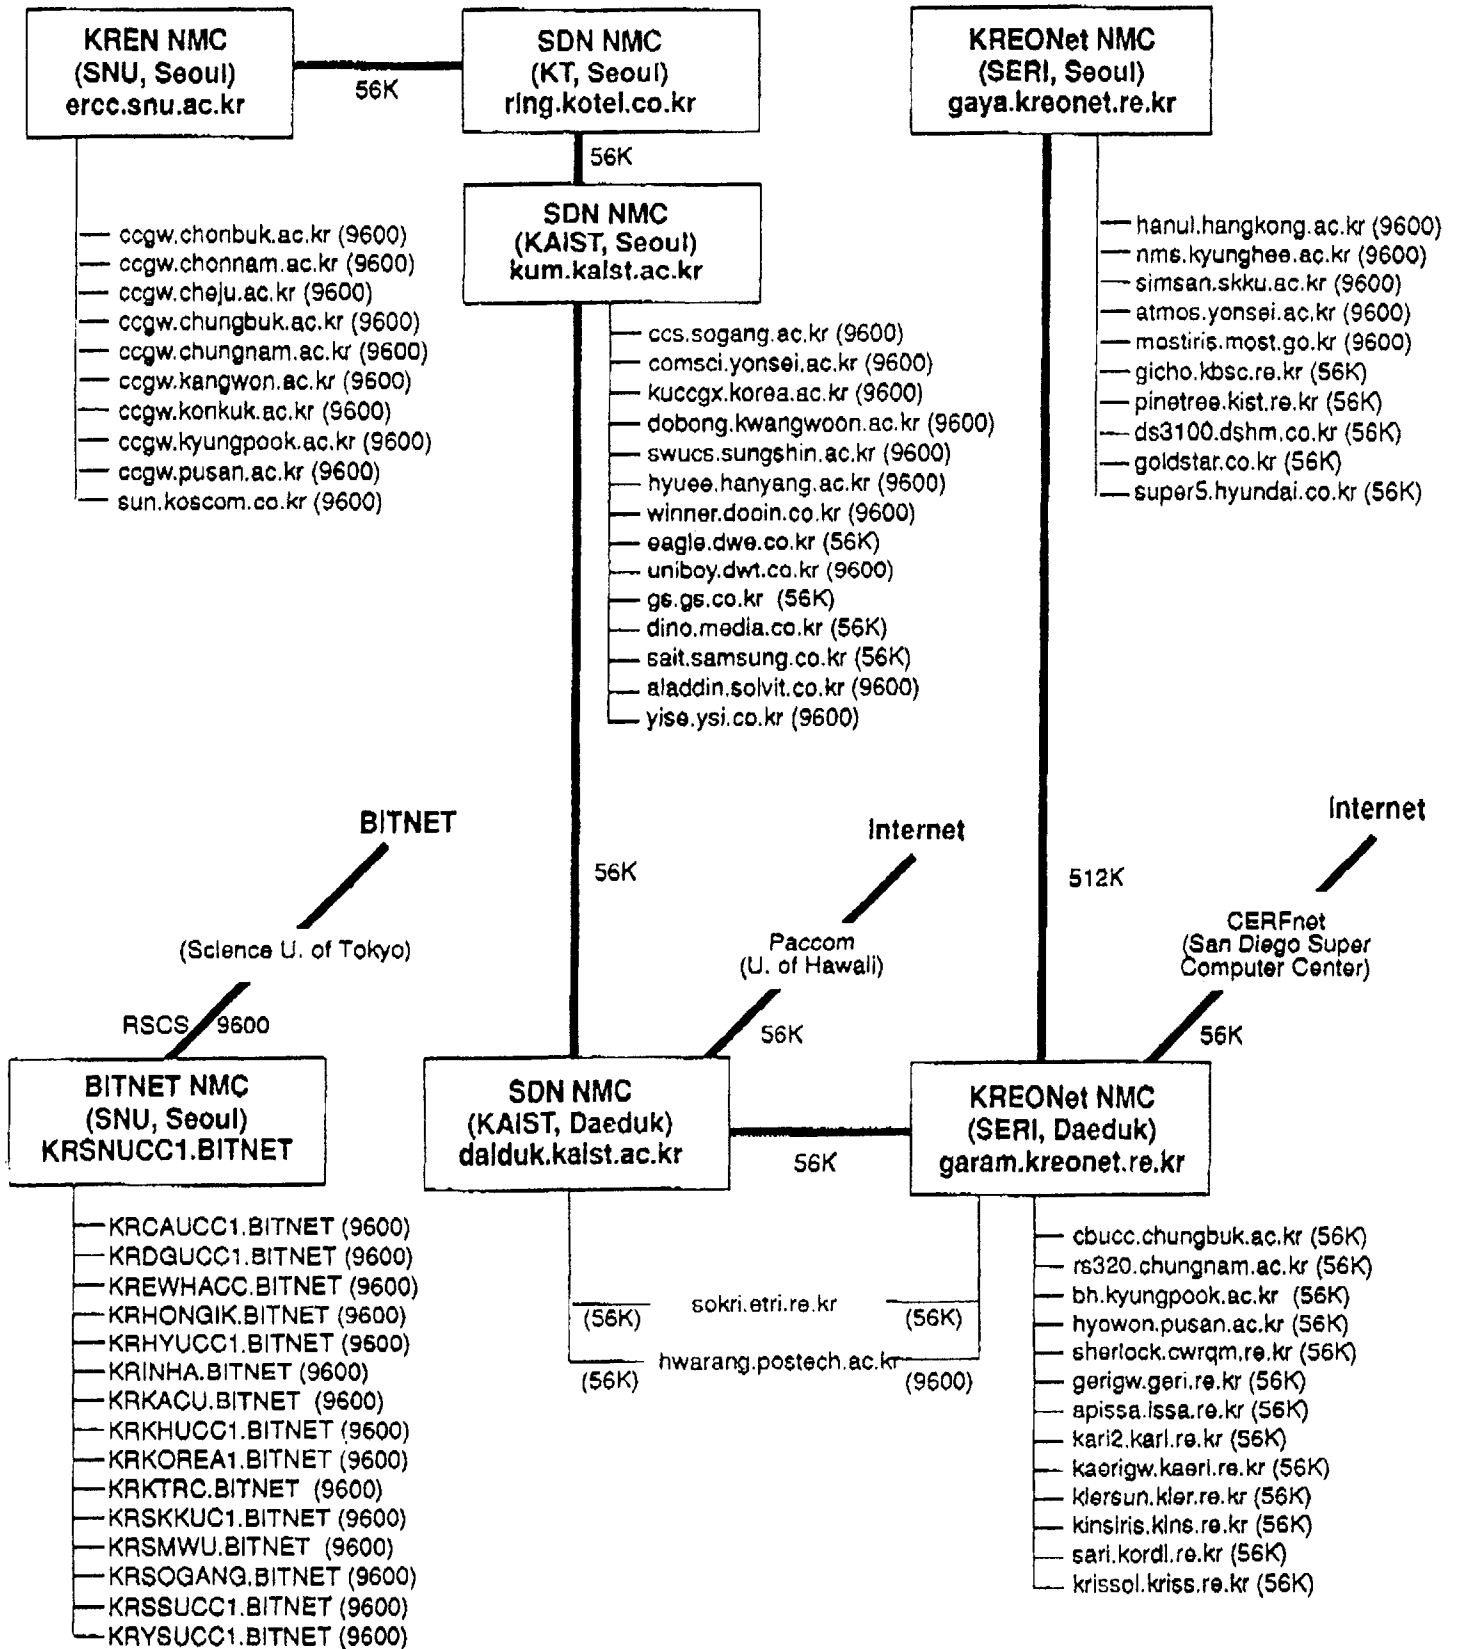 KREN NMC
(SNU, Seoul)
ercc.snu.ac.kr
56K
SDN NMC
(KT, Seoul)
ring.kotel.co.kr
KREONet NMC
(SERI, Seoul)
gaya.kreonet.re.kr
56K
SDN NMC
(KAIST, Seoul)
kum.kaist.ac.kr
ccgw.chonbuk.ac.kr (9600)
ccgw.chonnam.ac.kr (9600)
ccgw.cheju.ac.kr (9600)
ccgw.chungbuk.ac.kr (9600)
ccgw.chungnam.ac.kr (9600)
ccgw.kangwon.ac.kr (9600)
ccgw.konkuk.ac.kr (9600)
ccgw.kyungpook.ac.kr (9600)
ccgw.pusan.ac.kr (9600)
sun.koscom.co.kr (9600)
ccs.sogang.ac.kr (9600)
comsci.yonsei.ac.kr (9600)
kuccgx.korea.ac.kr (9600)
dobong.kwangwoon.ac.kr (9600)
swucs.sungshin.ac.kr (9600)
hyuee.hanyang.ac.kr (9600)
winner.dooin.co.kr (9600)
eagle.dwe.co.kr (56K)
uniboy.dwt.co.kr (9600)
gs.gs.co.kr (56K)
dino.media.co.kr (56K)
sait.samsung.co.kr (56K)
aladdin.solvit.co.kr (9600)
yise.ysi.co.kr (9600)
hanul.hangkong.ac.kr (9600)
nms.kyunghee.ac.kr (9600)
simsan.skku.ac.kr (9600)
atmos.yonsei.ac.kr (9600)
mostiris.most.go.kr (9600)
gicho.kbsc.re.kr (56K)
pinetree.kist.re.kr (56K)
ds3100.dshm.co.kr (56K)
goldstar.co.kr (56K)
super5.hyundai.co.kr (56K)
BITNET
(Science U. of Tokyo)
RSCS 9600
56K
Internet
Paccom
(U. of Hawaii)
56K
512K
Internet
CERFnet
(San Diego Super
Computer Center)
56K
BITNET NMC
(SNU, Seoul)
KRSNUCC1.BITNET
SDN NMC
(KAIST, Daeduk)
daiduk.kaist.ac.kr
56K
KREONet NMC
(SERI, Daeduk)
garam.kreonet.re.kr
KRCAUCC1.BITNET (9600)
KRDGUCC1.BITNET (9600)
KREWHACC.BITNET (9600)
KRHONGIK.BITNET (9600)
KRHYUCC1.BITNET (9600)
KRINHA.BITNET (9600)
KRKACU.BITNET (9600)
KRKHUCC1.BITNET (9600)
KRKOREA1.BITNET (9600)
KRKTRC.BITNET (9600)
KRSKKUC1.BITNET (9600)
KRSMWU.BITNET (9600)
KRSOGANG.BITNET (9600)
KRSSUCC1.BITNET (9600)
KRYSUCC1.BITNET (9600)
sokri.etri.re.kr
(56K) (56K)
hwarang.postech.ac.kr
(56K) (9600)
cbucc.chungbuk.ac.kr (56K)
rs320.chungnam.ac.kr (56K)
bh.kyungpook.ac.kr (56K)
hyowon.pusan.ac.kr (56K)
sherlock.cwrqm.re.kr (56K)
gerigw.geri.re.kr (56K)
apissa.issa.re.kr (56K)
kari2.kari.re.kr (56K)
kaerigw.kaeri.re.kr (56K)
kiersun.kier.re.kr (56K)
kinsiris.kins.re.kr (56K)
sari.kordi.re.kr (56K)
krissol.kriss.re.kr (56K)